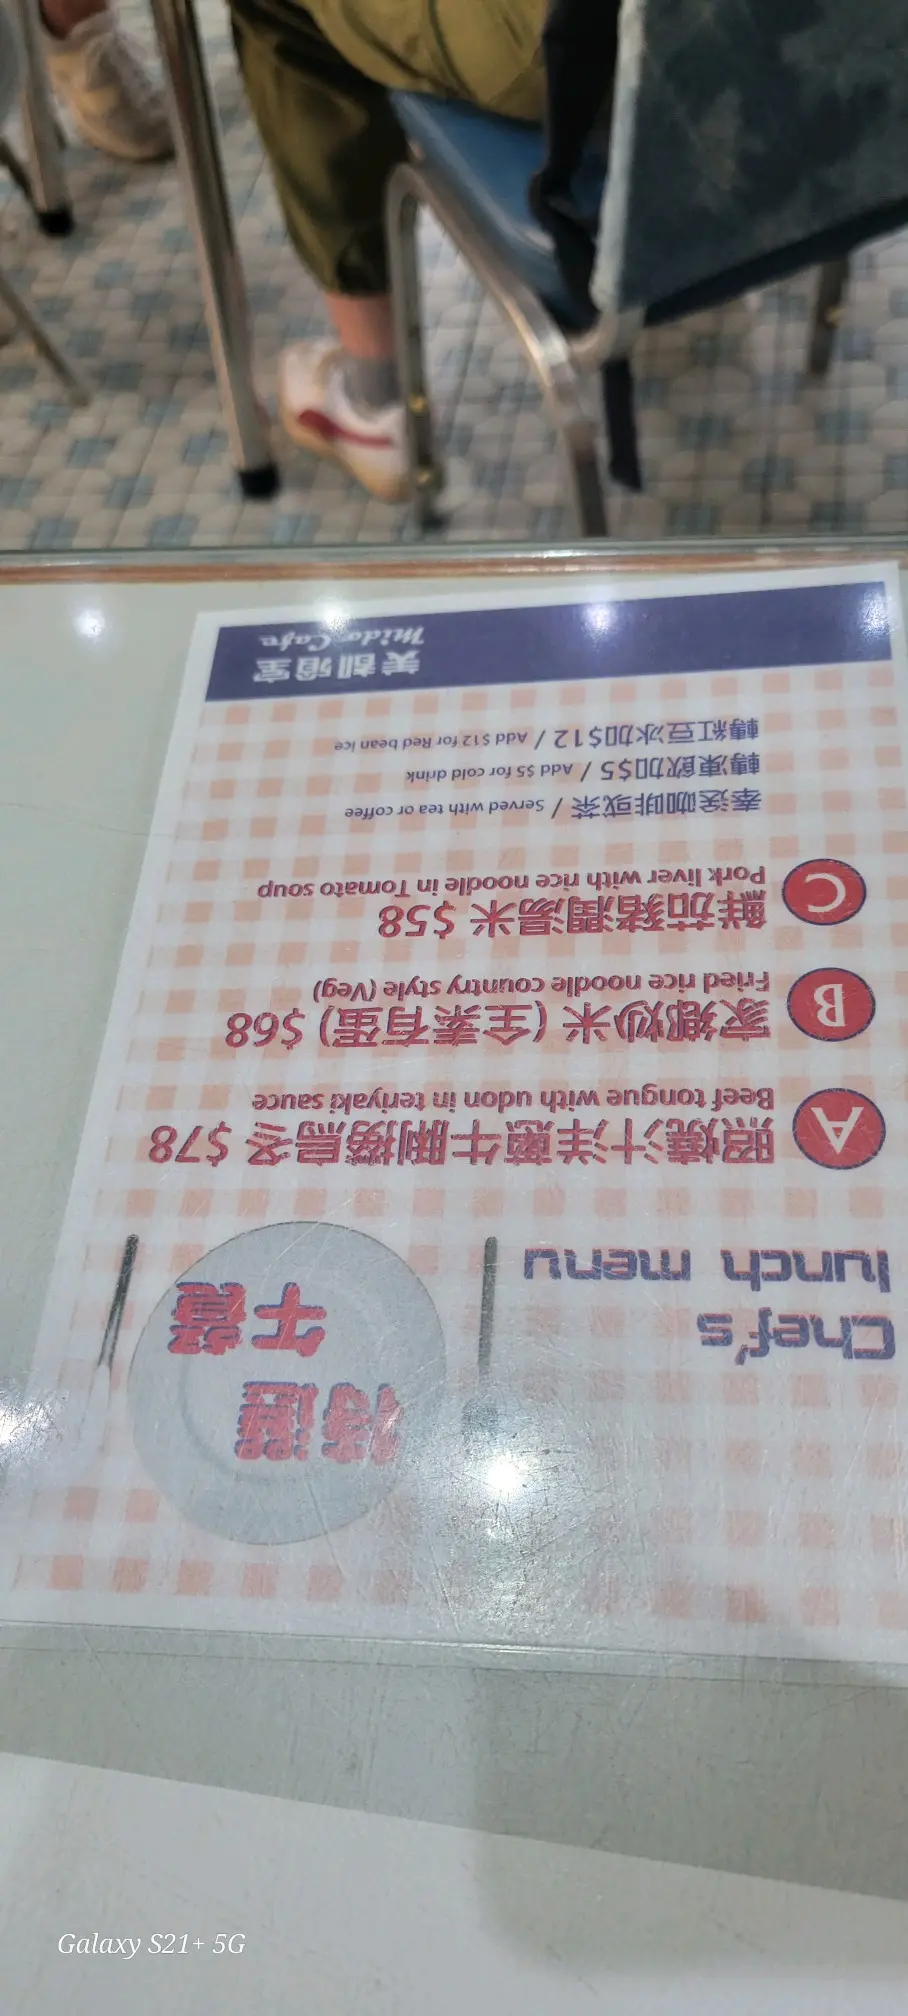 Chef's
lunch menu
特選
午餐
A
照燒汁洋蔥牛脷撈烏冬 $78
Beef tongue with udon in teriyaki sauce
B
家鄉炒米 (全素有蛋) $68
Fried rice noodle country style (Veg)
C
鮮茄豬潤湯米 $58
Pork liver with rice noodle in Tomato soup
奉送咖啡或茶 / Served with tea or coffee
轉凍飲加$5 / Add $5 for cold drink
轉紅豆冰加$12 / Add $12 for Red bean ice
美都餐室
Mido Cafe
Galaxy S21+ 5G